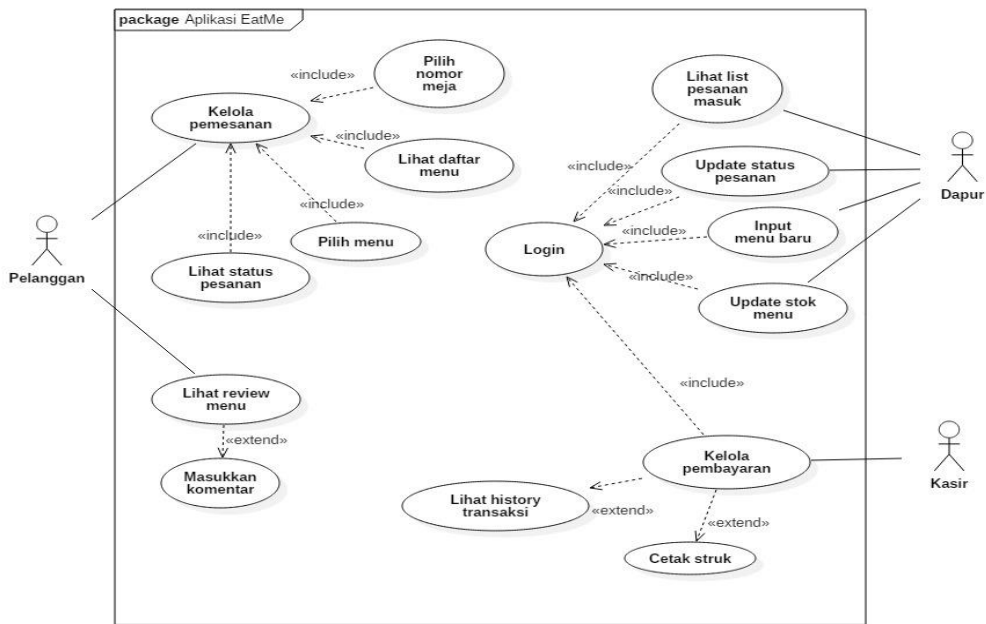 package Aplikasi EatMe
Pilih
nomor
meja
«include»
Kelola
pemesanan
«include»
Lihat daftar
menu
«include»
Pilih menu
«include»
Lihat status
pesanan
Pelanggan
Lihat review
menu
«extend»
Masukkan
komentar
Lihat list
pesanan
masuk
«include»
Update status
pesanan
«include»
Dapur
Input
menu baru
«include»
Login
«include»
Update stok
menu
«include»
Kelola
pembayaran
Kasir
Lihat history
transaksi
«extend»
«extend»
Cetak struk